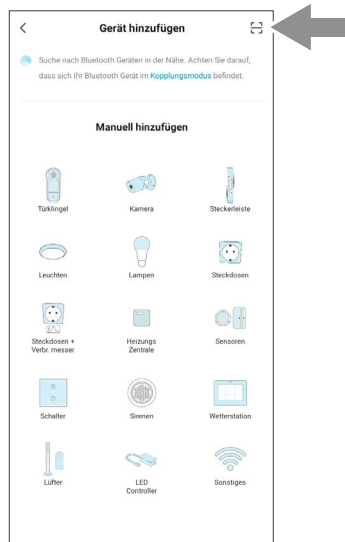 Gerät hinzufügen
Suche nach Bluetooth Geräten in der Nähe. Achten Sie darauf,
dass sich Ihr Bluetooth Gerät im Kopplungsmodus befindet.
Manuell hinzufügen
Türklingel
Kamera
Steckerleiste
Leuchten
Lampen
Steckdosen
Steckdosen +
Verbr. messer
Heizungs
Zentrale
Sensoren
Schalter
Sirenen
Wetterstation
Lüfter
LED
Controller
Sonstiges